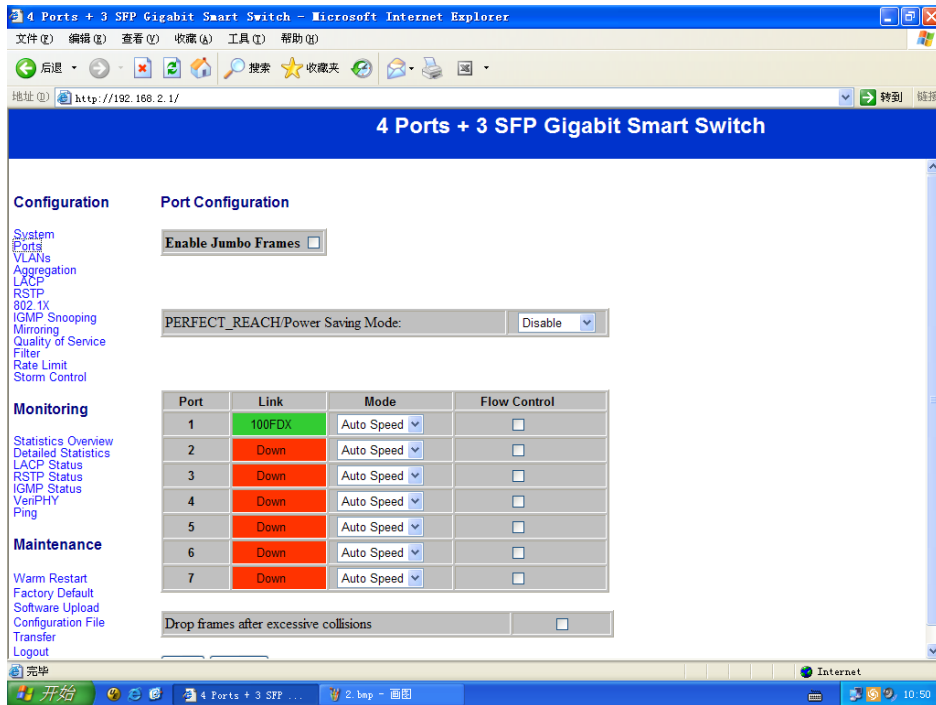 4 Ports + 3 SFP Gigabit Smart Switch - Microsoft Internet Explorer
文件(F) 编辑(E) 查看(V) 收藏(A) 工具(T) 帮助(H)
后退 搜索 收藏夹
地址(D) http://192.168.2.1/ 转到 链接
4 Ports + 3 SFP Gigabit Smart Switch
Configuration
System
Ports
VLANs
Aggregation
LACP
RSTP
802.1X
IGMP Snooping
Mirroring
Quality of Service
Filter
Rate Limit
Storm Control
Monitoring
Statistics Overview
Detailed Statistics
LACP Status
RSTP Status
IGMP Status
VeriPHY
Ping
Maintenance
Warm Restart
Factory Default
Software Upload
Configuration File
Transfer
Logout
Port Configuration
Enable Jumbo Frames
PERFECT_REACH/Power Saving Mode: Disable
Port Link Mode Flow Control
1 100FDX Auto Speed
2 Down Auto Speed
3 Down Auto Speed
4 Down Auto Speed
5 Down Auto Speed
6 Down Auto Speed
7 Down Auto Speed
Drop frames after excessive collisions
完毕 Internet
开始 4 Ports + 3 SFP ... 2.bmp - 画图 10:50